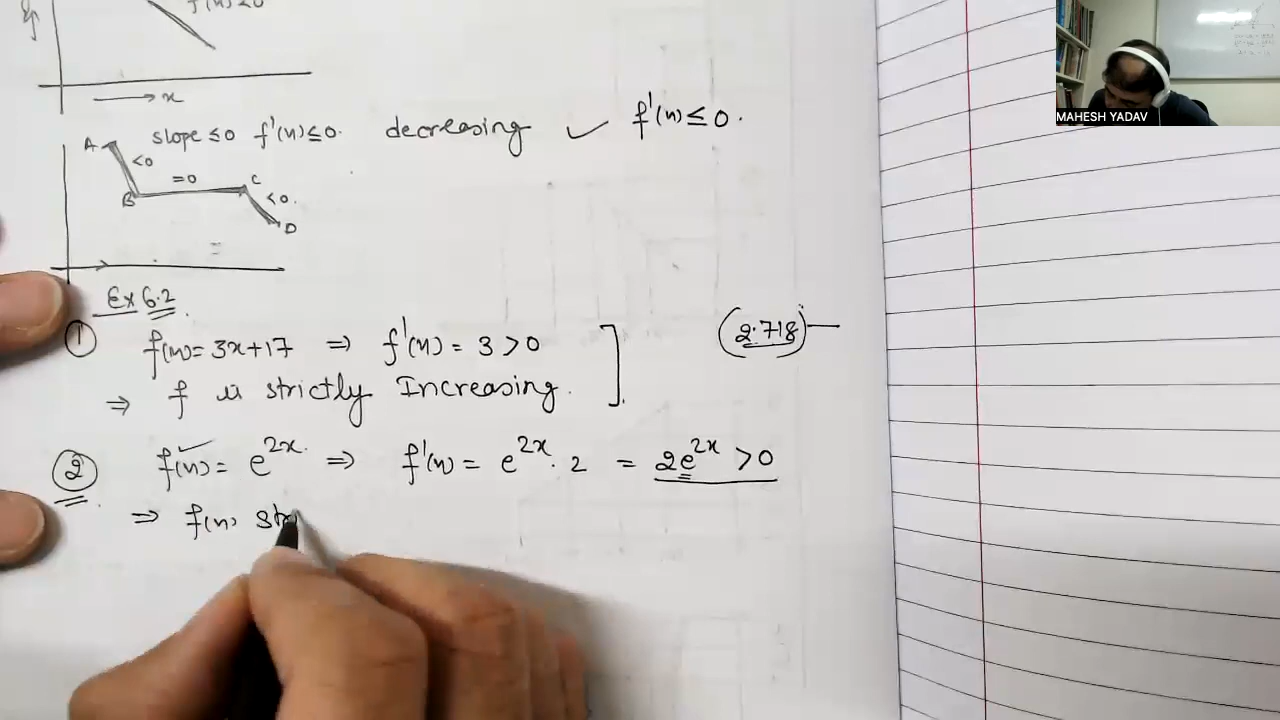 y
f'(x) < 0
→ x
slope ≤ 0 f'(x) ≤ 0. decreasing ✓ f'(x) ≤ 0.
A
<0
=0
B
C
<0.
D
Ex 6.2
① f(x) = 3x+17 ⇒ f'(x) = 3 > 0
(2.718)
⇒ f is strictly Increasing.
② f(x) = e^{2x} ⇒ f'(x) = e^{2x} · 2 = 2e^{2x} > 0
⇒ f(x) str
MAHESH YADAV